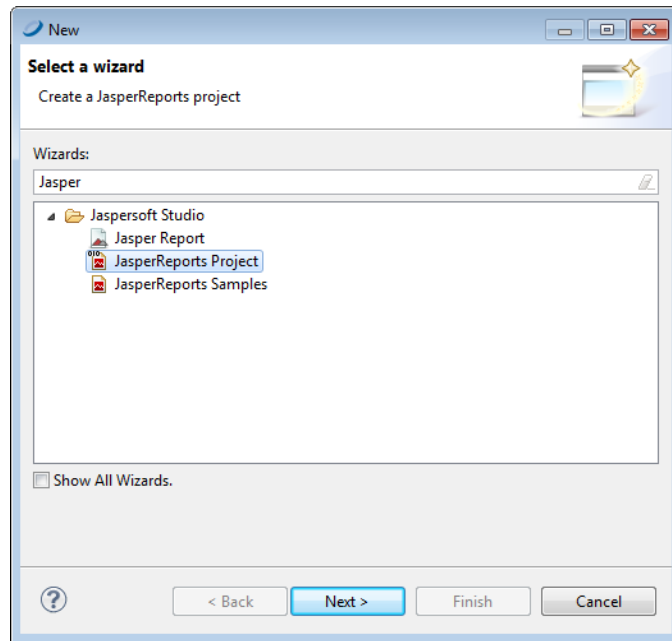 New
Select a wizard
Create a JasperReports project
Wizards:
Jasper
Jaspersoft Studio
Jasper Report
JasperReports Project
JasperReports Samples
Show All Wizards.
? < Back Next > Finish Cancel